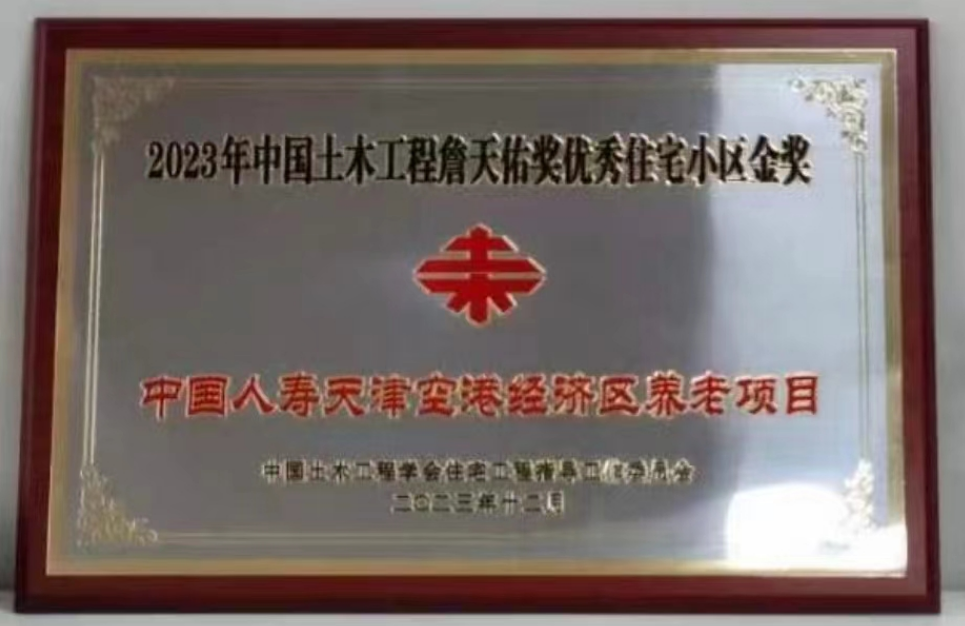 2023年中国土木工程詹天佑奖优秀住宅小区金奖
中国人寿天津空港经济区养老项目
中国土木工程学会住宅工程指导工作委员会
二〇二三年十二月